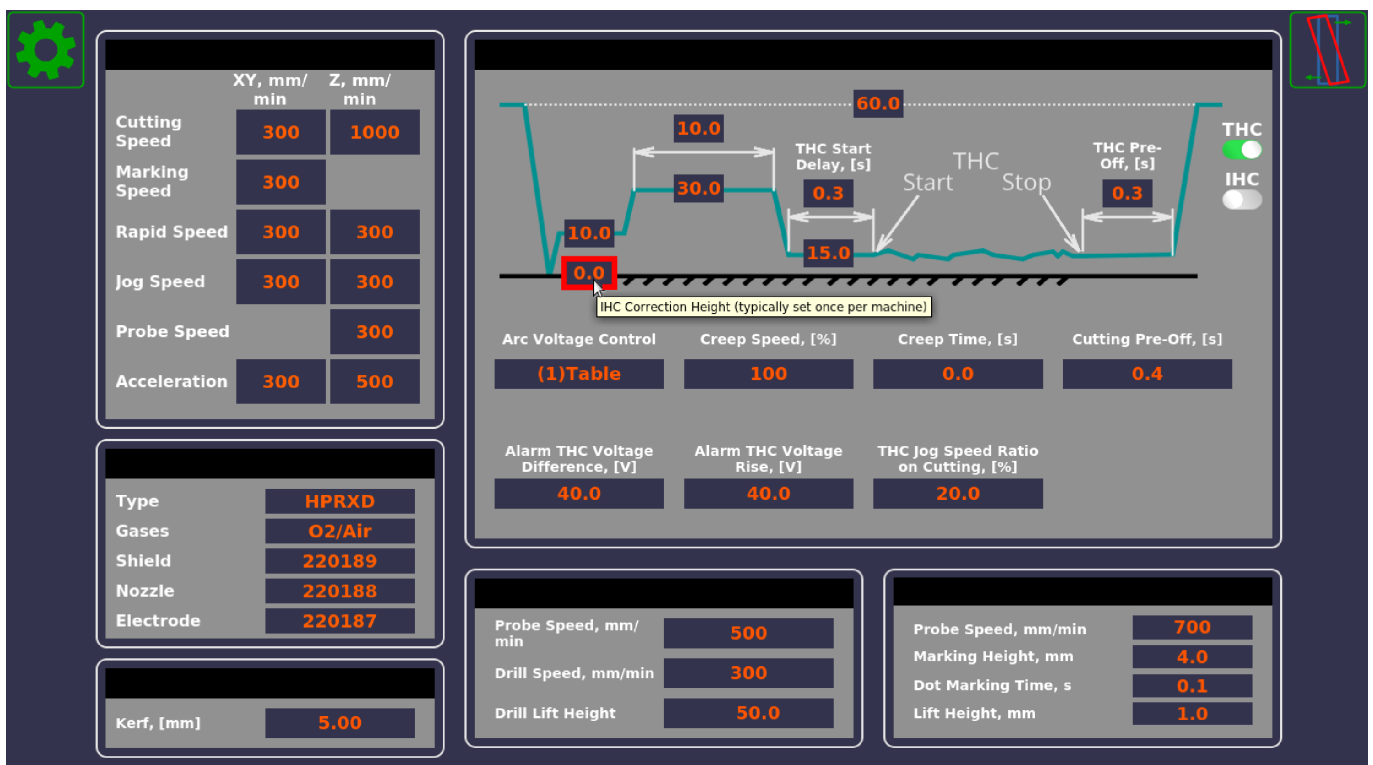 XY, mm/
min
Z, mm/
min
Cutting
Speed
300
1000
Marking
Speed
300
Rapid Speed
300
300
Jog Speed
300
300
Probe Speed
300
Acceleration
300
500
Type
HPRXD
Gases
O2/Air
Shield
220189
Nozzle
220188
Electrode
220187
Kerf, [mm]
5.00
60.0
10.0
THC Start
Delay, [s]
0.3
30.0
10.0
0.0
15.0
THC
Start
Stop
THC Pre-
Off, [s]
0.3
THC
IHC
IHC Correction Height (typically set once per machine)
Arc Voltage Control
(1)Table
Creep Speed, [%]
100
Creep Time, [s]
0.0
Cutting Pre-Off, [s]
0.4
Alarm THC Voltage
Difference, [V]
40.0
Alarm THC Voltage
Rise, [V]
40.0
THC Jog Speed Ratio
on Cutting, [%]
20.0
Probe Speed, mm/
min
500
Drill Speed, mm/min
300
Drill Lift Height
50.0
Probe Speed, mm/min
700
Marking Height, mm
4.0
Dot Marking Time, s
0.1
Lift Height, mm
1.0